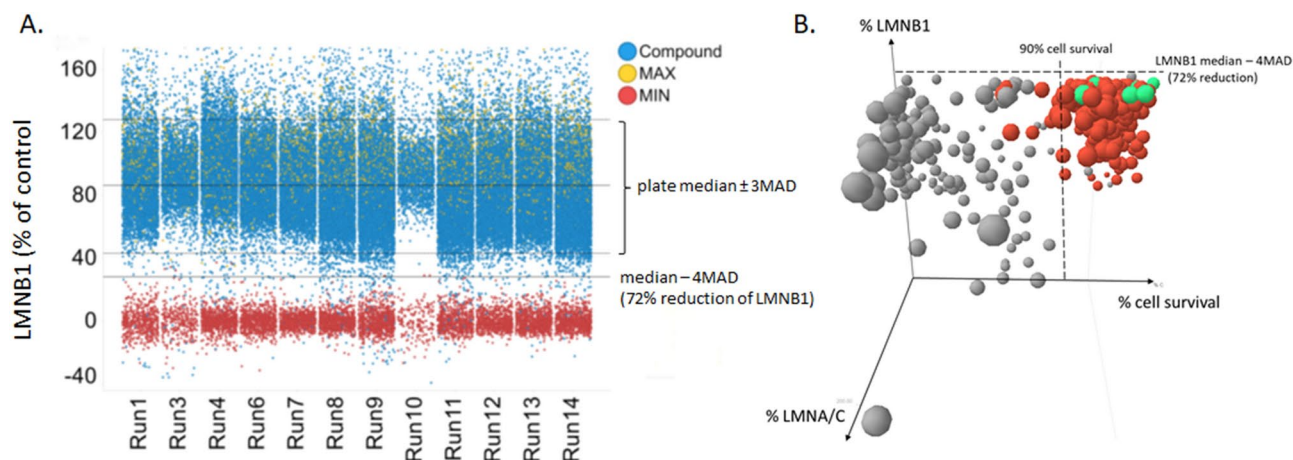 A.
LMNB1 (% of control)
160
120
80
40
0
-40
Run1
Run3
Run4
Run6
Run7
Run8
Run9
Run10
Run11
Run12
Run13
Run14
Compound
MAX
MIN
plate median ± 3MAD
median – 4MAD
(72% reduction of LMNB1)
B.
% LMNB1
90% cell survival
LMNB1 median – 4MAD
(72% reduction)
% cell survival
% LMNA/C